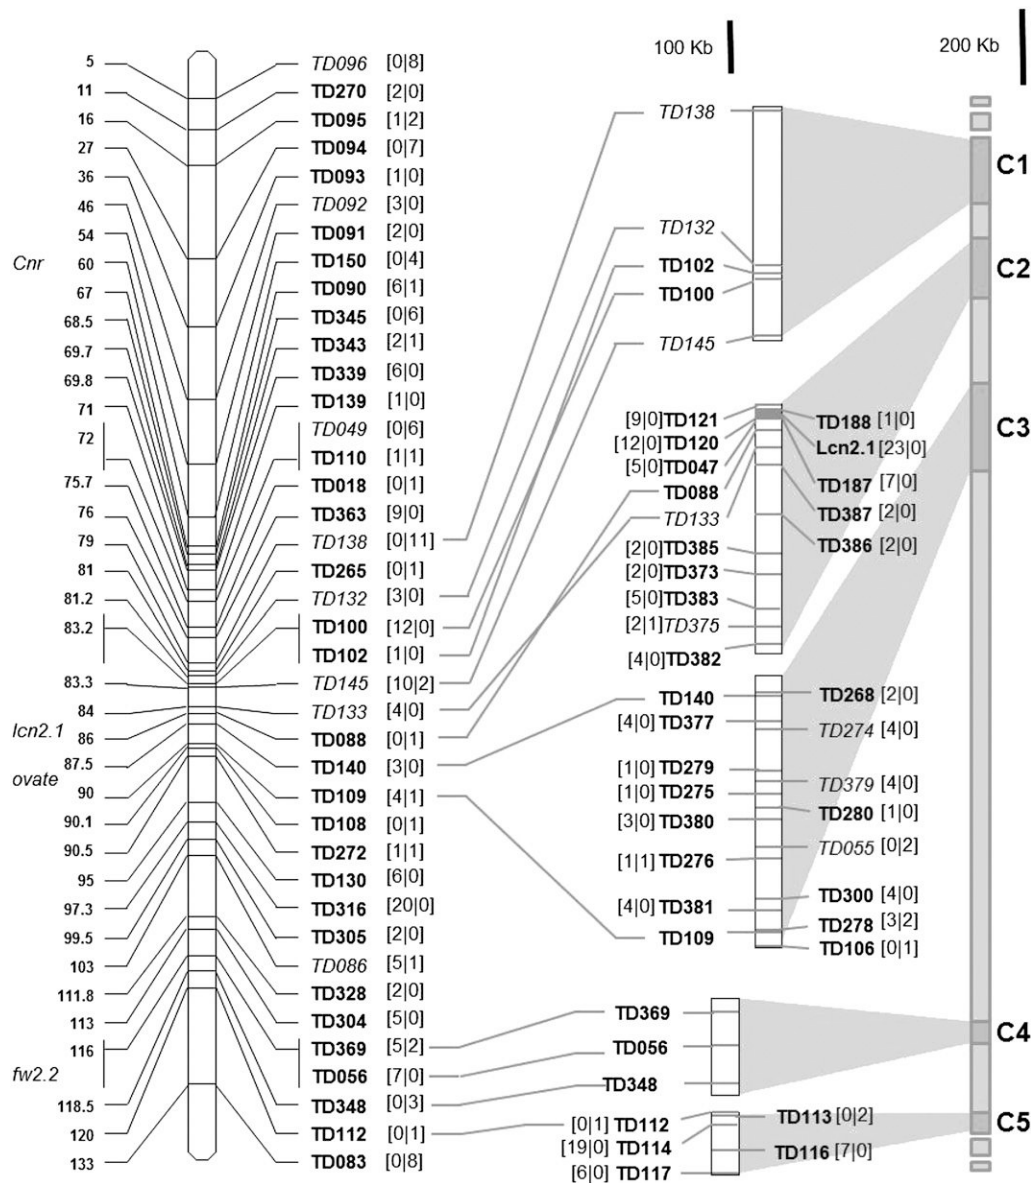 100 Kb
200 Kb
5 TD096 [0|8]
11 TD270 [2|0]
16 TD095 [1|2]
27 TD094 [0|7]
36 TD093 [1|0]
46 TD092 [3|0]
54 TD091 [2|0]
Cnr
60 TD150 [0|4]
67 TD090 [6|1]
68.5 TD345 [0|6]
69.7 TD343 [2|1]
69.8 TD339 [6|0]
71 TD139 [1|0]
72 TD049 [0|6]
TD110 [1|1]
75.7 TD018 [0|1]
76 TD363 [9|0]
79 TD138 [0|11]
81 TD265 [0|1]
81.2 TD132 [3|0]
83.2 TD100 [12|0]
TD102 [1|0]
83.3 TD145 [10|2]
84 TD133 [4|0]
lcn2.1
86 TD088 [0|1]
87.5 TD140 [3|0]
ovate
90 TD109 [4|1]
90.1 TD108 [0|1]
90.5 TD272 [1|1]
95 TD130 [6|0]
97.3 TD316 [20|0]
99.5 TD305 [2|0]
103 TD086 [5|1]
111.8 TD328 [2|0]
113 TD304 [5|0]
116 TD369 [5|2]
fw2.2
TD056 [7|0]
118.5 TD348 [0|3]
120 TD112 [0|1]
133 TD083 [0|8]
TD138
TD132
TD102
TD100
TD145
[9|0] TD121
[12|0] TD120
[5|0] TD047
TD088
TD133
[2|0] TD385
[2|0] TD373
[5|0] TD383
[2|1] TD375
[4|0] TD382
TD188 [1|0]
Lcn2.1 [23|0]
TD187 [7|0]
TD387 [2|0]
TD386 [2|0]
TD140
[4|0] TD377
[1|0] TD279
[1|0] TD275
[3|0] TD380
[1|1] TD276
[4|0] TD381
TD109
TD268 [2|0]
TD274 [4|0]
TD379 [4|0]
TD280 [1|0]
TD055 [0|2]
TD300 [4|0]
TD278 [3|2]
TD106 [0|1]
TD369
TD056
TD348
[0|1] TD112
[19|0] TD114
[6|0] TD117
TD113 [0|2]
TD116 [7|0]
C1
C2
C3
C4
C5